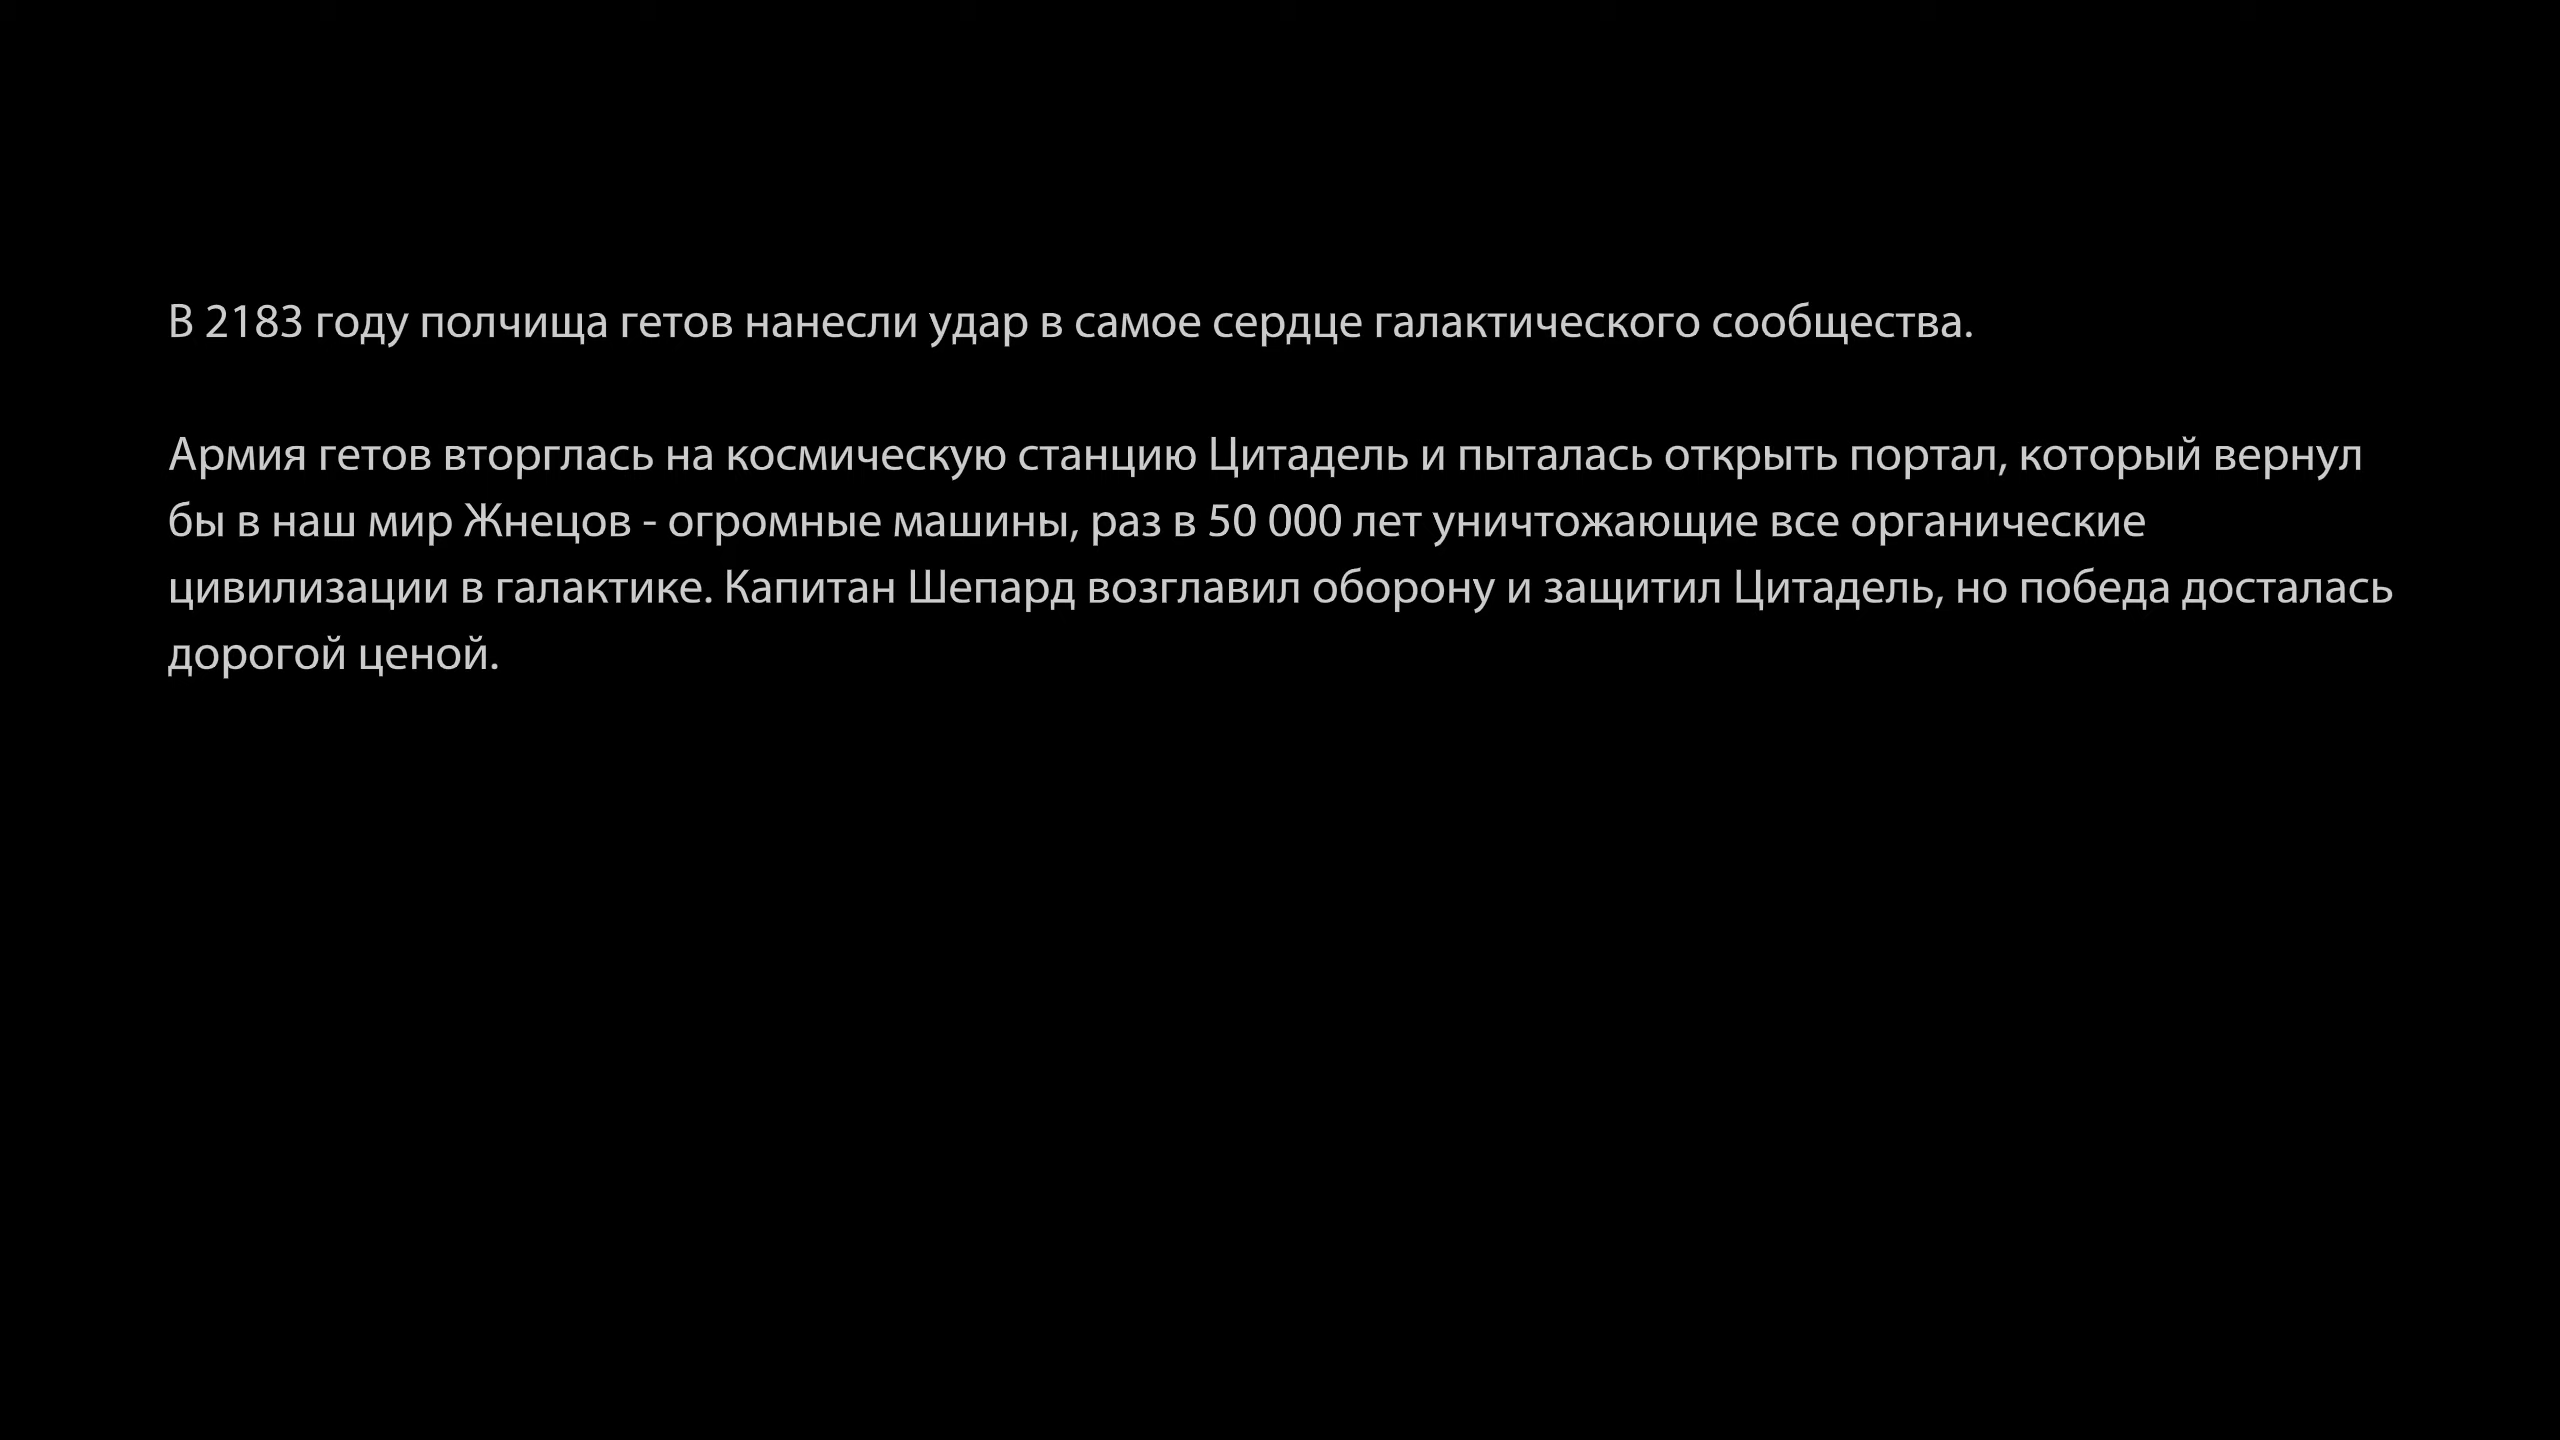 В 2183 году полчища гетов нанесли удар в самое сердце галактического сообщества.
Армия гетов вторглась на космическую станцию Цитадель и пыталась открыть портал, который вернул
бы в наш мир Жнецов - огромные машины, раз в 50 000 лет уничтожающие все органические
цивилизации в галактике. Капитан Шепард возглавил оборону и защитил Цитадель, но победа досталась
дорогой ценой.